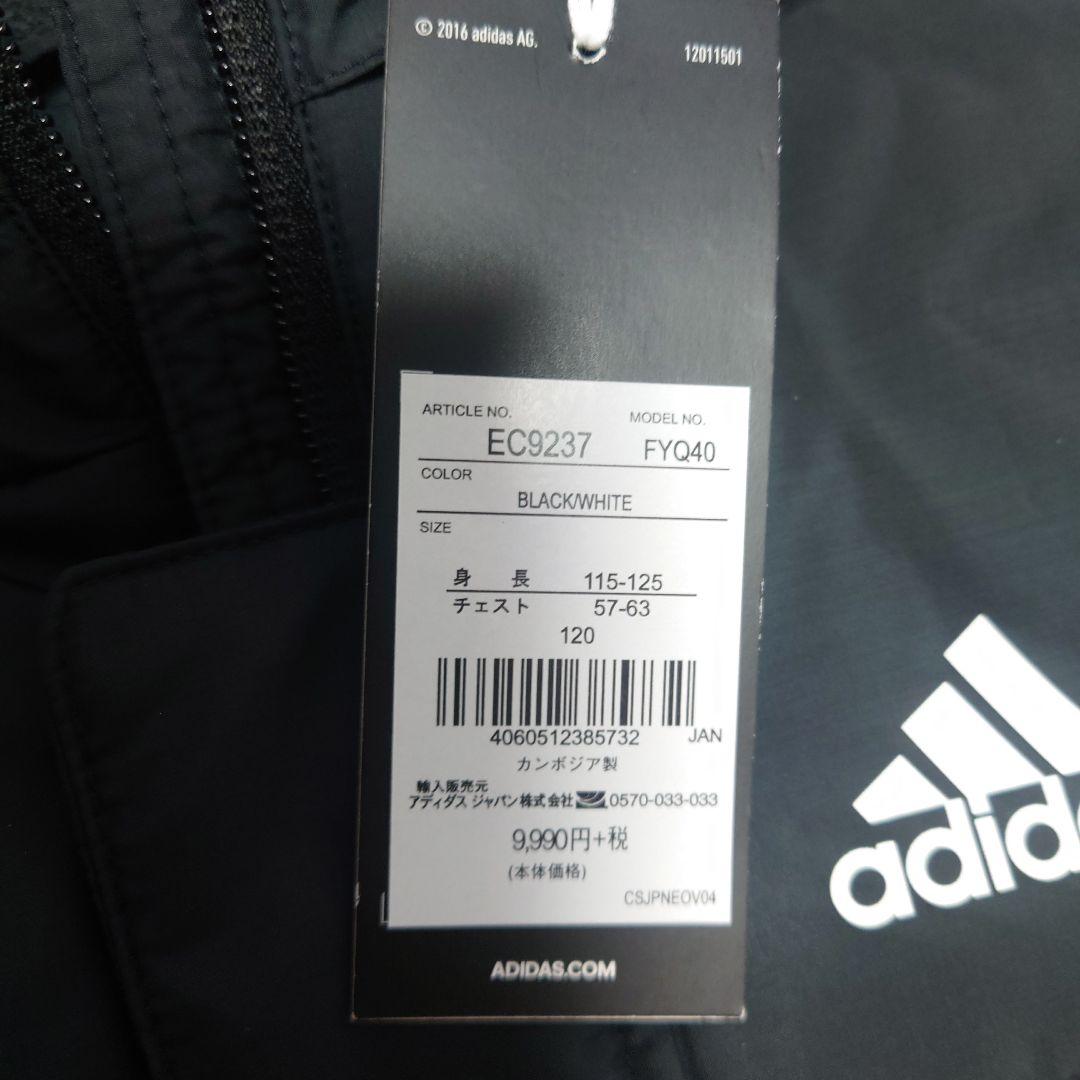 © 2016 adidas AG.
12011501
ARTICLE NO. MODEL NO.
EC9237 FYQ40
COLOR
BLACK/WHITE
SIZE
身 長 115-125
チェスト 57-63
120
4060512385732 JAN
カンボジア製
輸入販売元
アディダス ジャパン株式会社 0570-033-033
9,990円+税
(本体価格)
CSJPNEOV04
ADIDAS.COM
adida